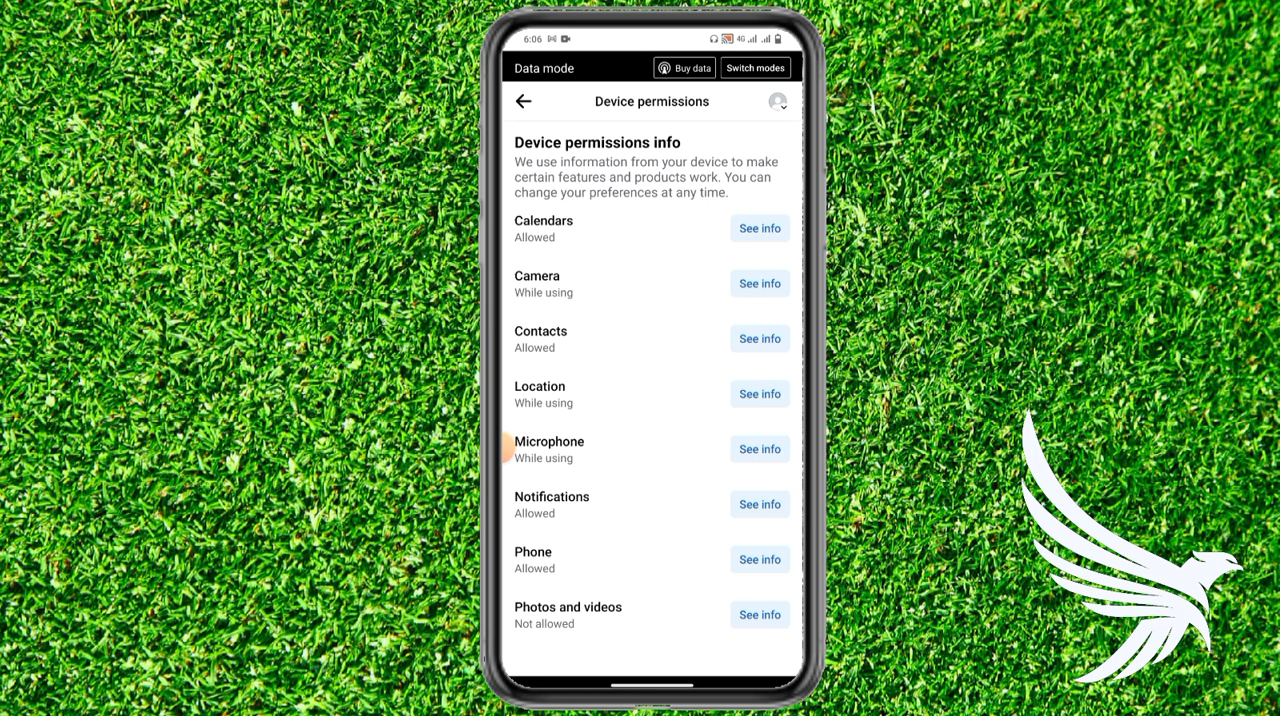 6:06
4G
Data mode
Buy data
Switch modes
Device permissions
Device permissions info
We use information from your device to make
certain features and products work. You can
change your preferences at any time.
Calendars
Allowed
See info
Camera
While using
See info
Contacts
Allowed
See info
Location
While using
See info
Microphone
While using
See info
Notifications
Allowed
See info
Phone
Allowed
See info
Photos and videos
Not allowed
See info